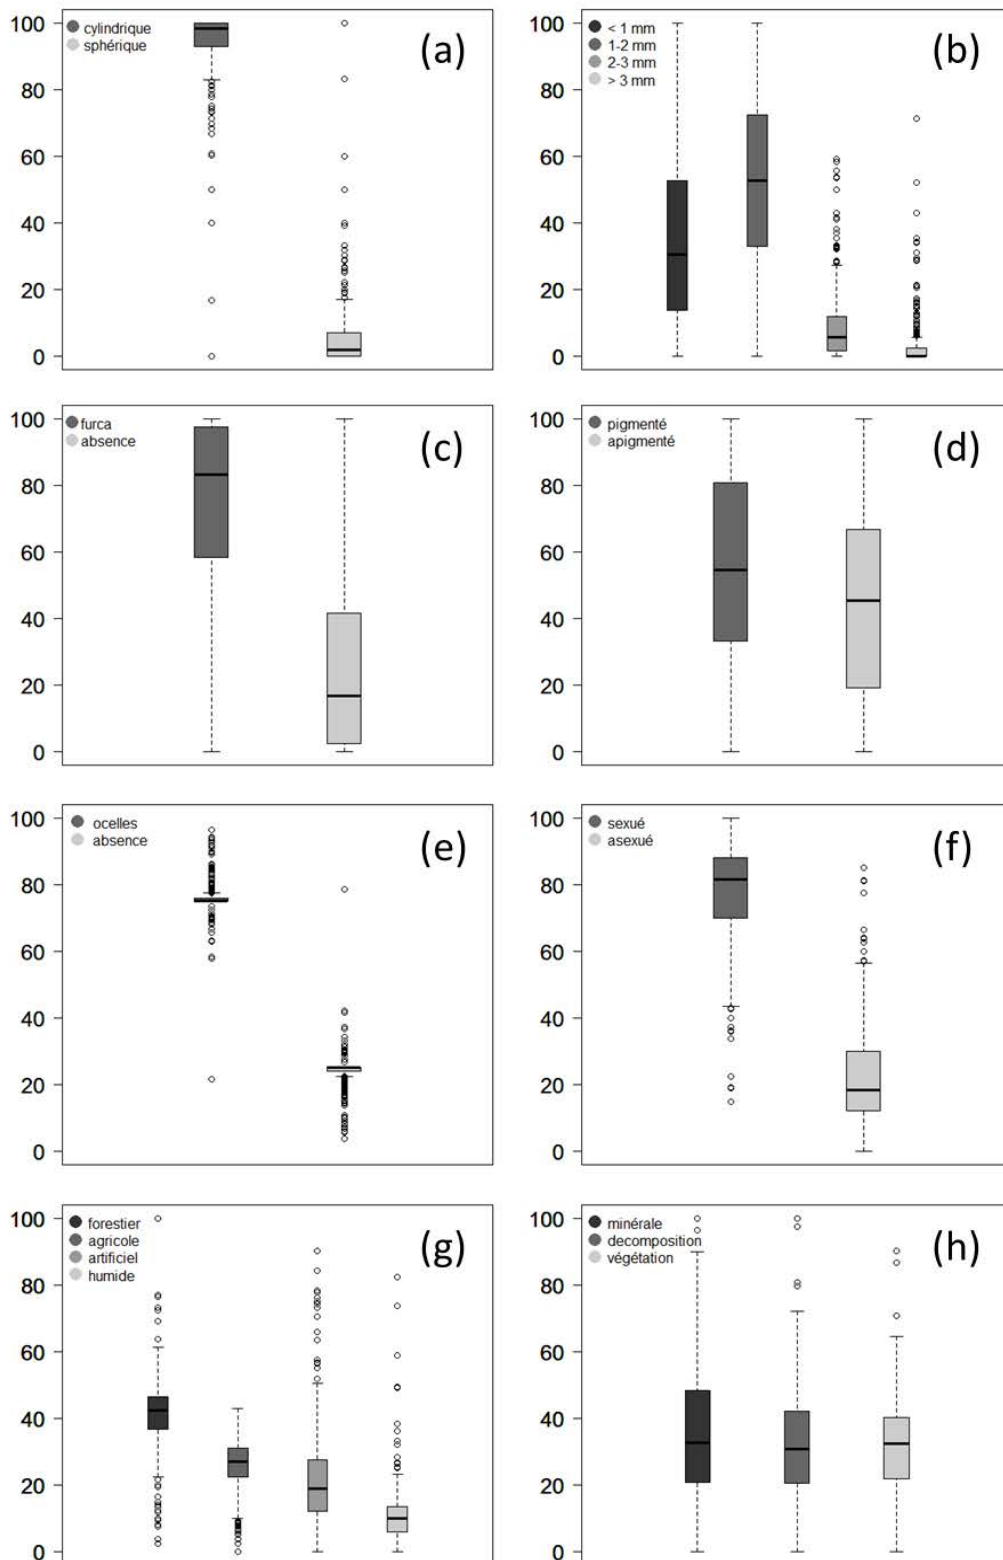 100
80
60
40
20
0
cylindrique
sphérique
(a)
100
80
60
40
20
0
< 1 mm
1-2 mm
2-3 mm
> 3 mm
(b)
100
80
60
40
20
0
furca
absence
(c)
100
80
60
40
20
0
pigmenté
apigmenté
(d)
100
80
60
40
20
0
ocelles
absence
(e)
100
80
60
40
20
0
sexué
asexué
(f)
100
80
60
40
20
0
forestier
agricole
artificiel
humide
(g)
100
80
60
40
20
0
minérale
decomposition
végétation
(h)